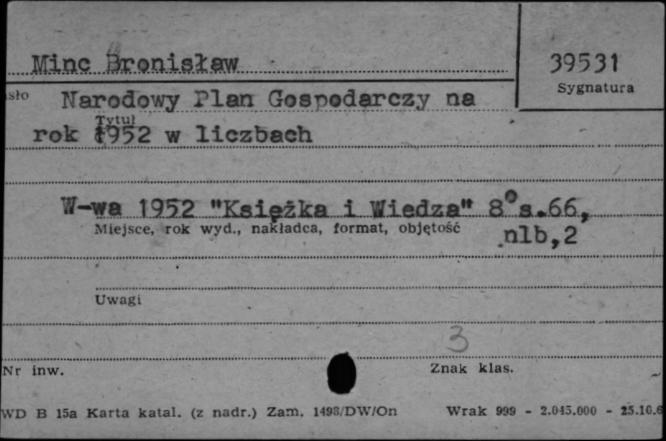 Minc Bronisław
39531
Sygnatura
sło Narodowy Plan Gospodarczy na
Tytuł
rok 1952 w liczbach
W-wa 1952 "Książka i Wiedza" 8° s.66,
Miejsce, rok wyd., nakładca, format, objętość
nlb,2
Uwagi
3
Nr inw.
Znak klas.
WD B 15a Karta katal. (z nadr.) Zam. 1498/DW/On Wrak 999 - 2.045.000 - 25.10.6